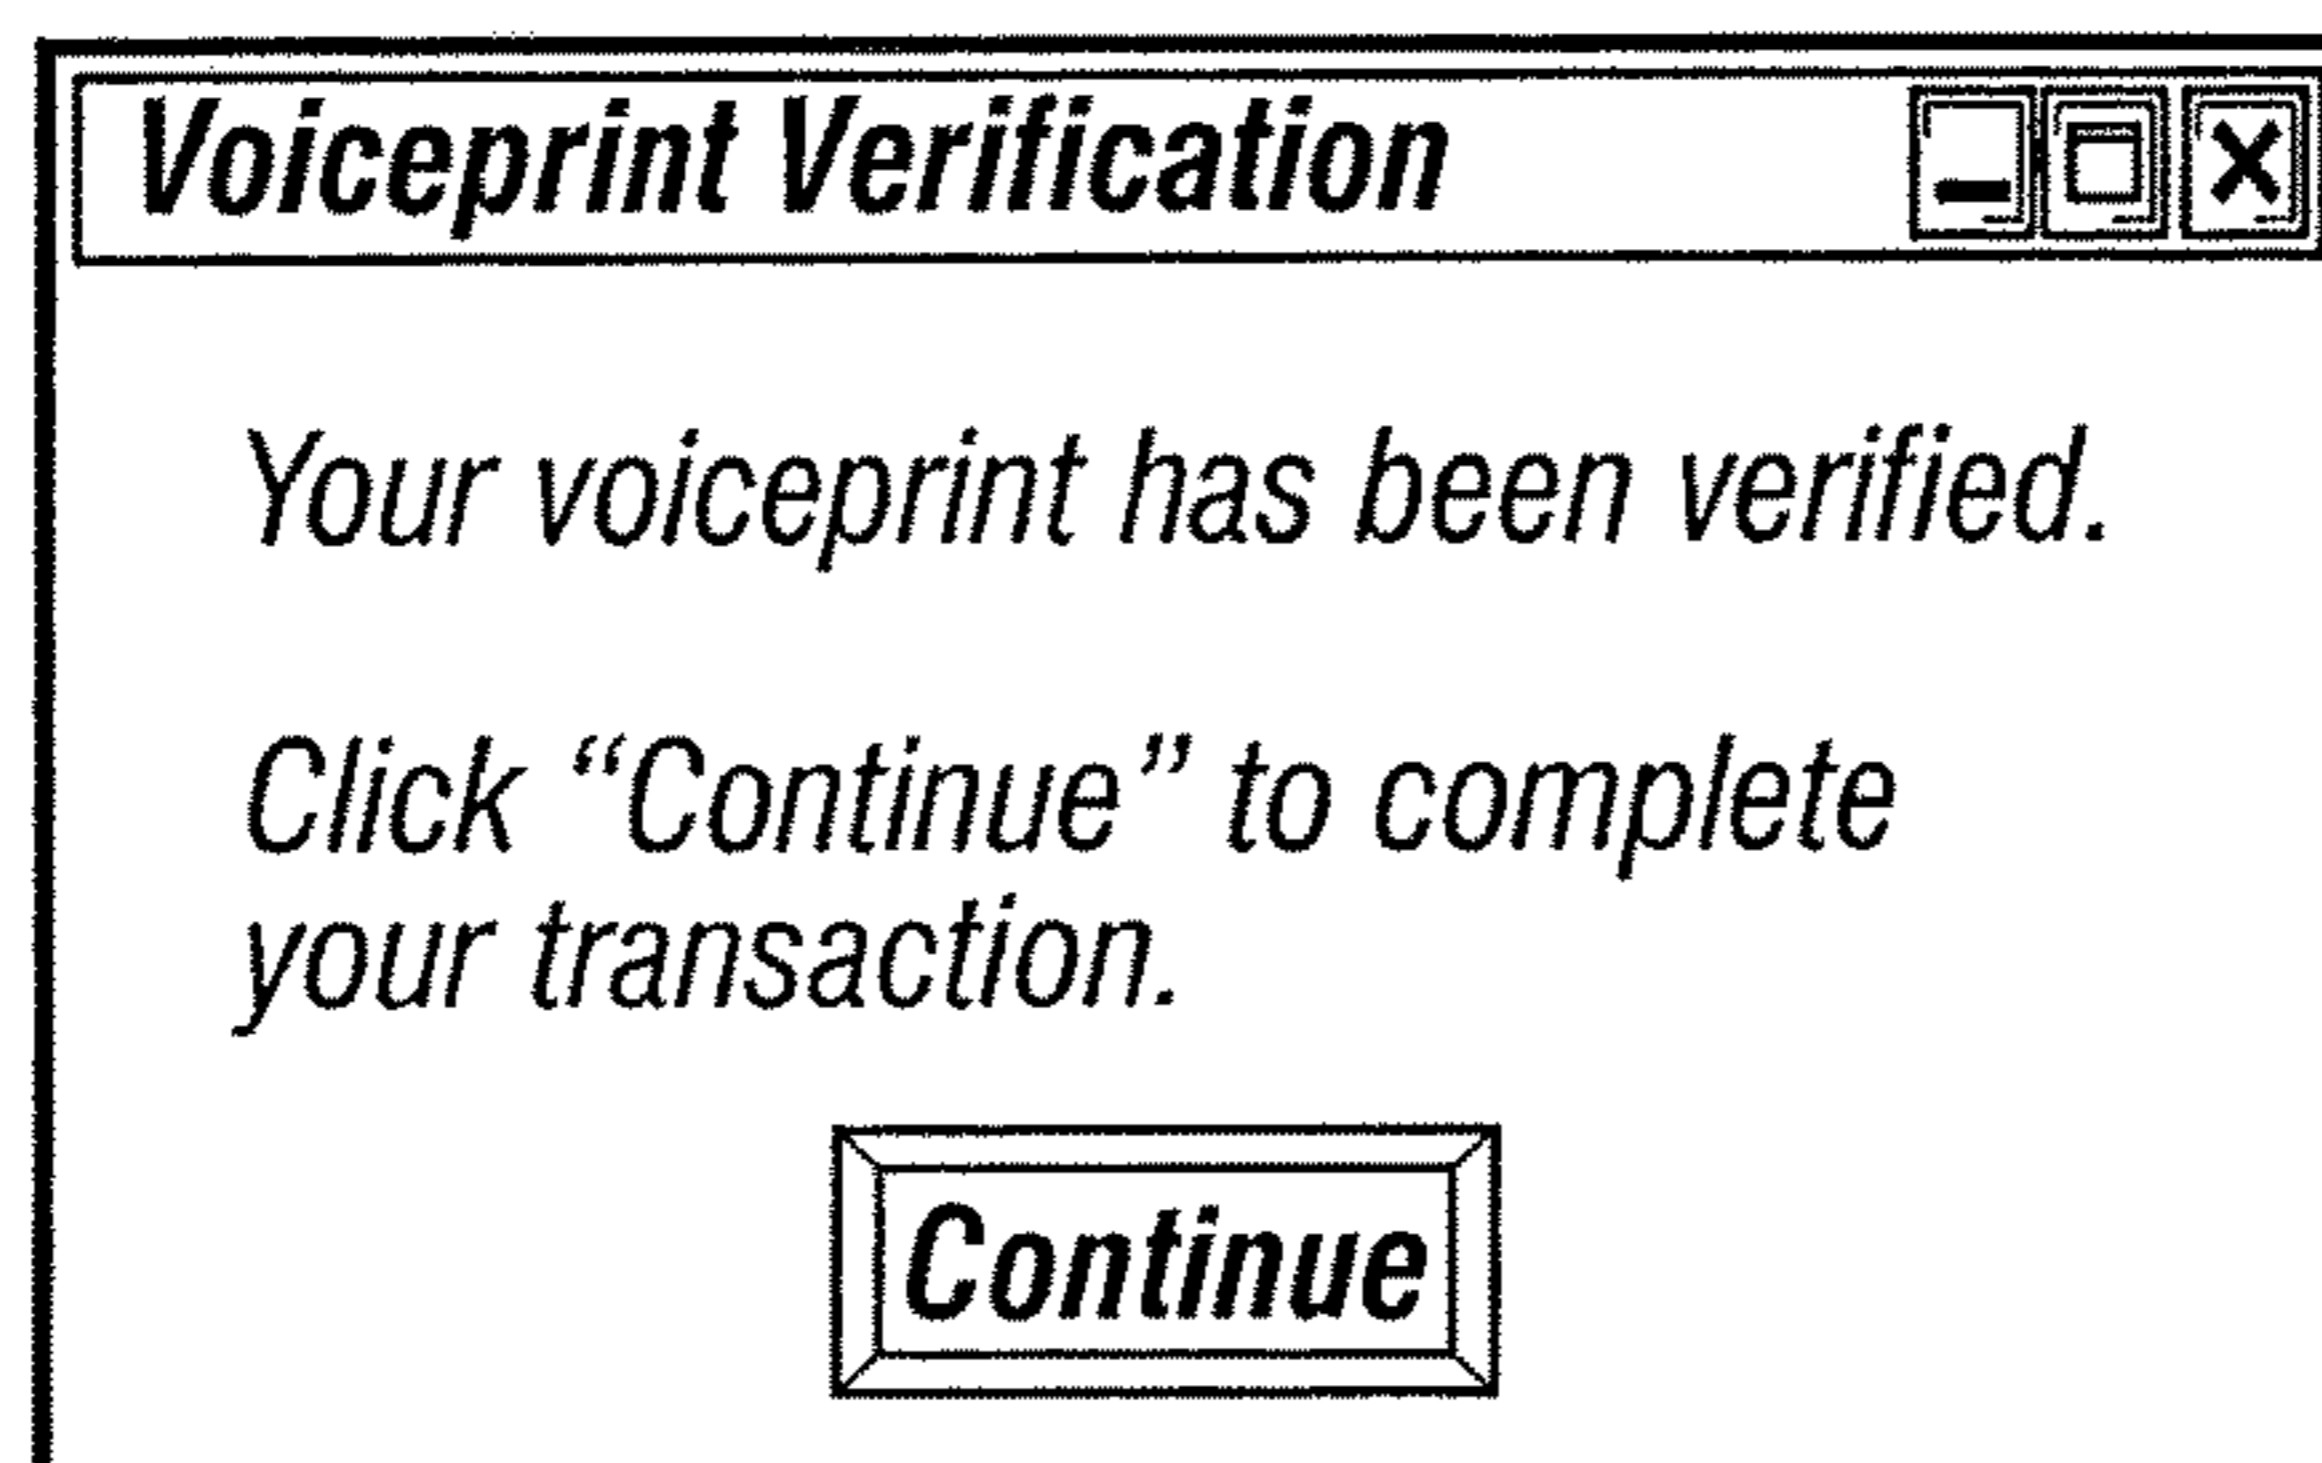 Voiceprint Verification
Your voiceprint has been verified.
Click “Continue” to complete
your transaction.
Continue